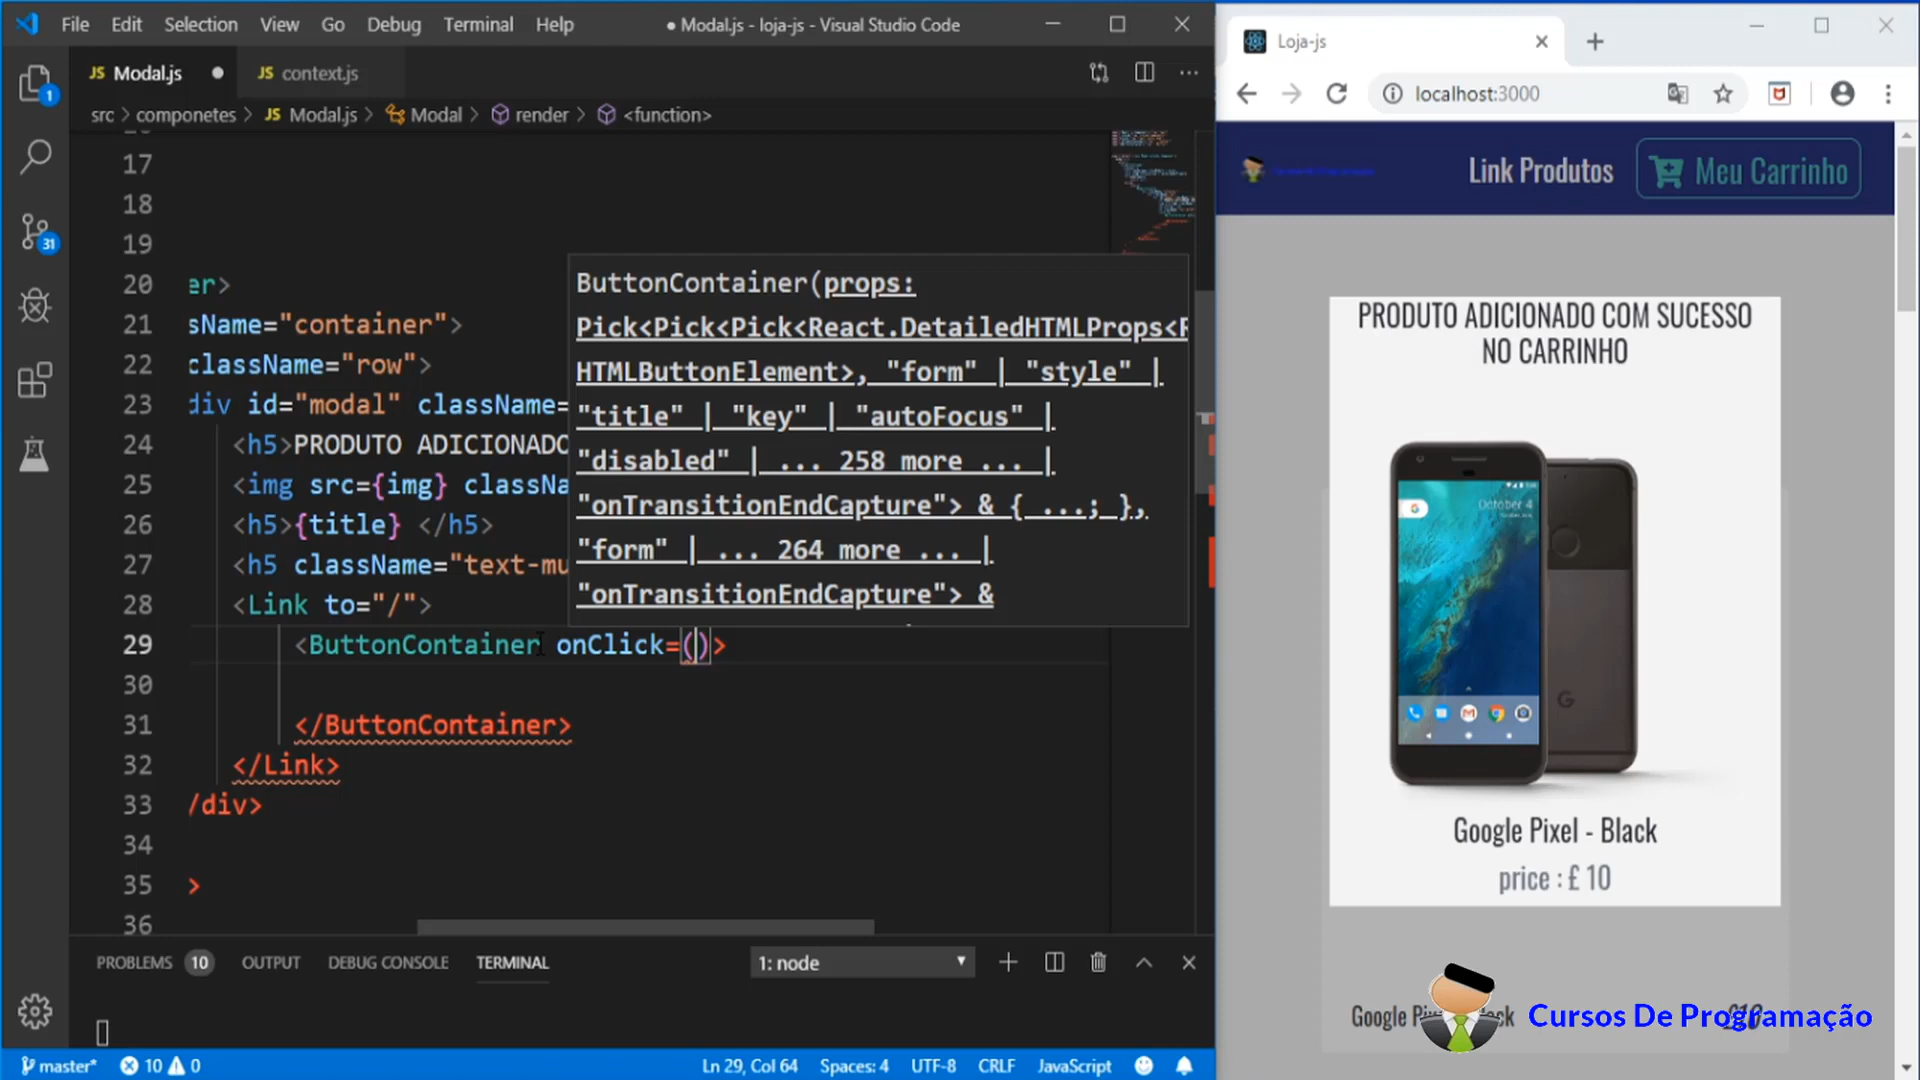 File Edit Selection View Go Debug Terminal Help
● Modal.js - loja-js - Visual Studio Code
JS Modal.js ●
JS context.js
src > componetes > JS Modal.js > Modal > render > <function>
17
18
19
20 er>
21 sName="container">
22 className="row">
23 div id="modal" className=
24 <h5>PRODUTO ADICIONADO
25 <img src={img} classNa
26 <h5>{title} </h5>
27 <h5 className="text-mu
28 <Link to="/">
29 <ButtonContainer onClick=()>
30
31 </ButtonContainer>
32 </Link>
33 /div>
34
35 >
36
ButtonContainer(props:
Pick<Pick<Pick<React.DetailedHTMLProps<
HTMLButtonElement>, "form" | "style" |
"title" | "key" | "autoFocus" |
"disabled" | ... 258 more ... |
"onTransitionEndCapture"> & { ...; },
"form" | ... 264 more ... |
"onTransitionEndCapture"> &
PROBLEMS 10 OUTPUT DEBUG CONSOLE TERMINAL
1: node
master* 10 0
Ln 29, Col 64 Spaces: 4 UTF-8 CRLF JavaScript
1
31
Loja-js
localhost:3000
Link Produtos
Meu Carrinho
PRODUTO ADICIONADO COM SUCESSO
NO CARRINHO
October 4
G
Google Pixel - Black
price : £ 10
Google
Cursos De Programação